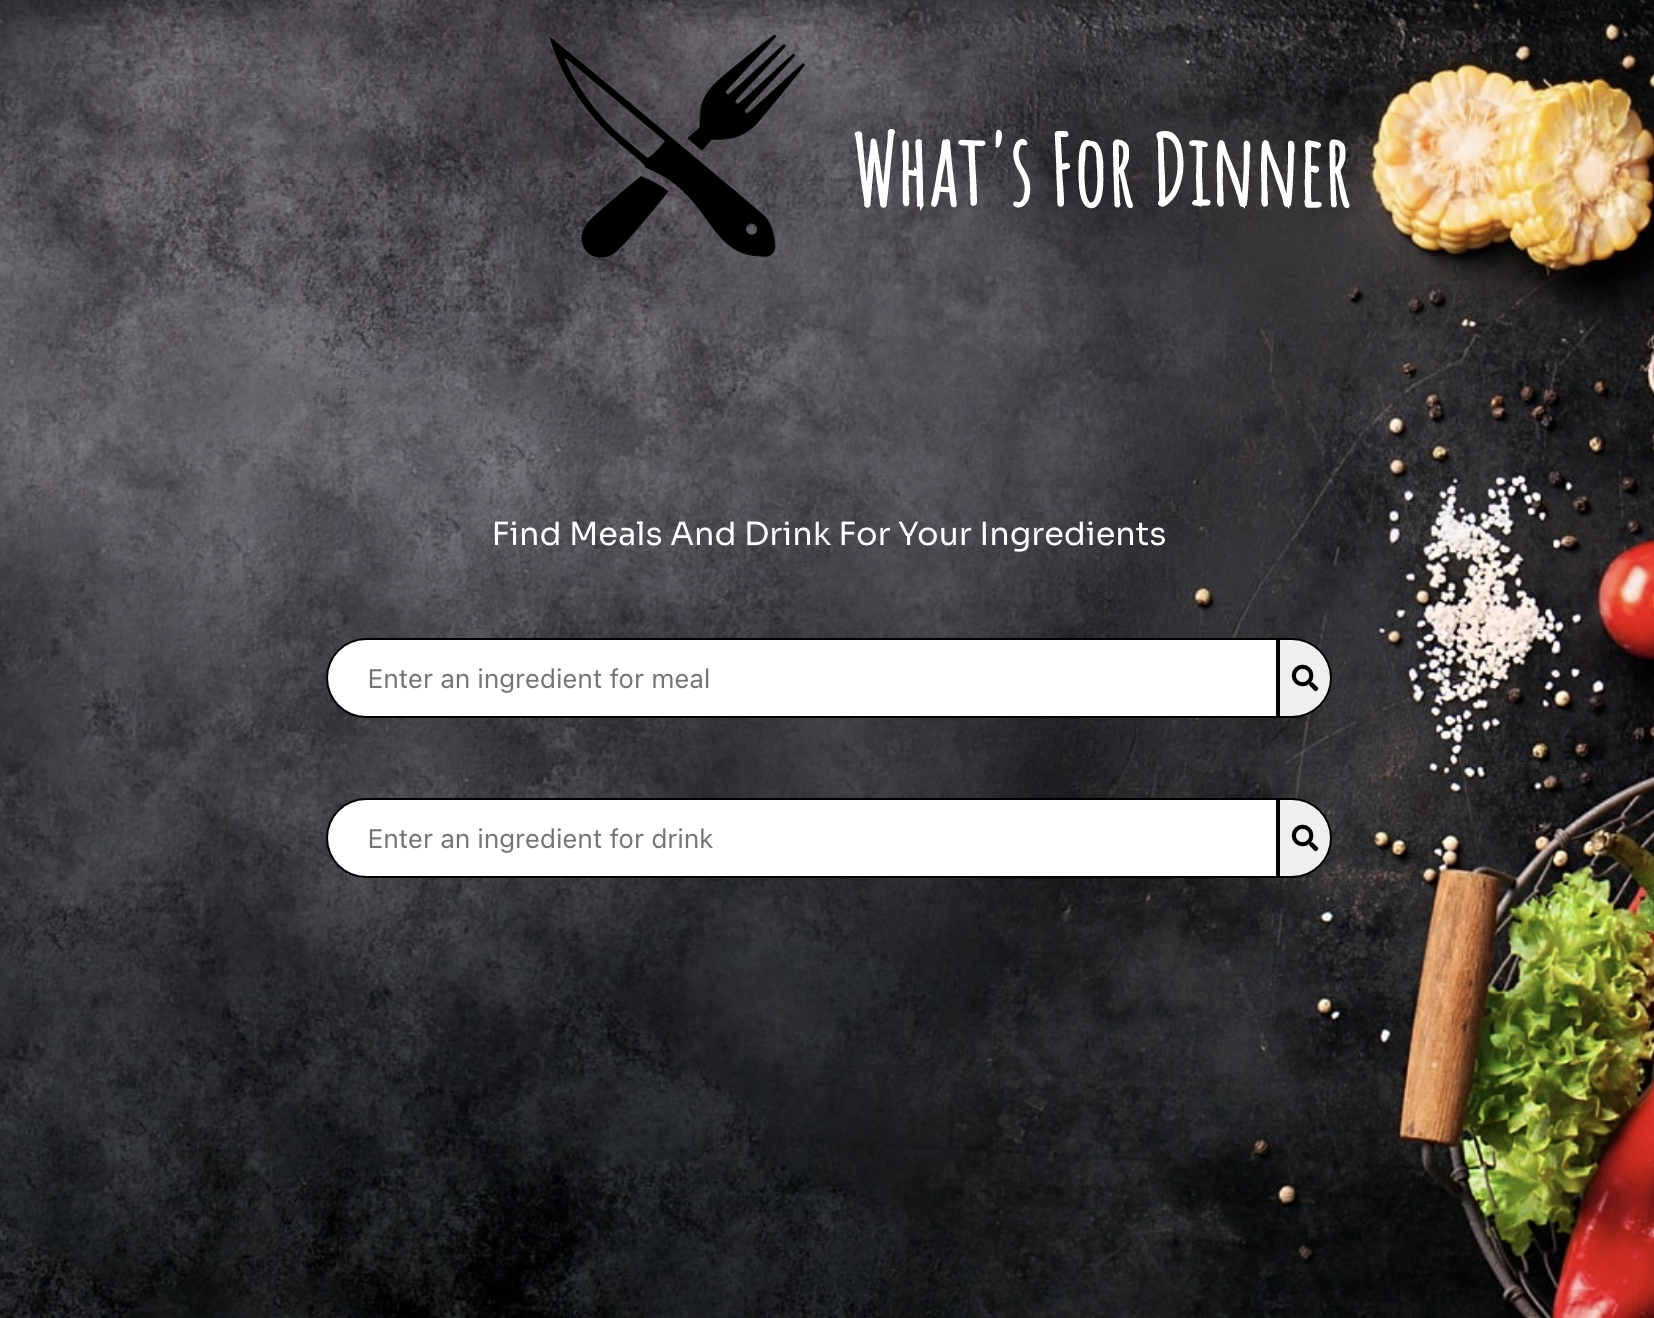 What's For Dinner
Find Meals And Drink For Your Ingredients
Enter an ingredient for meal
Enter an ingredient for drink